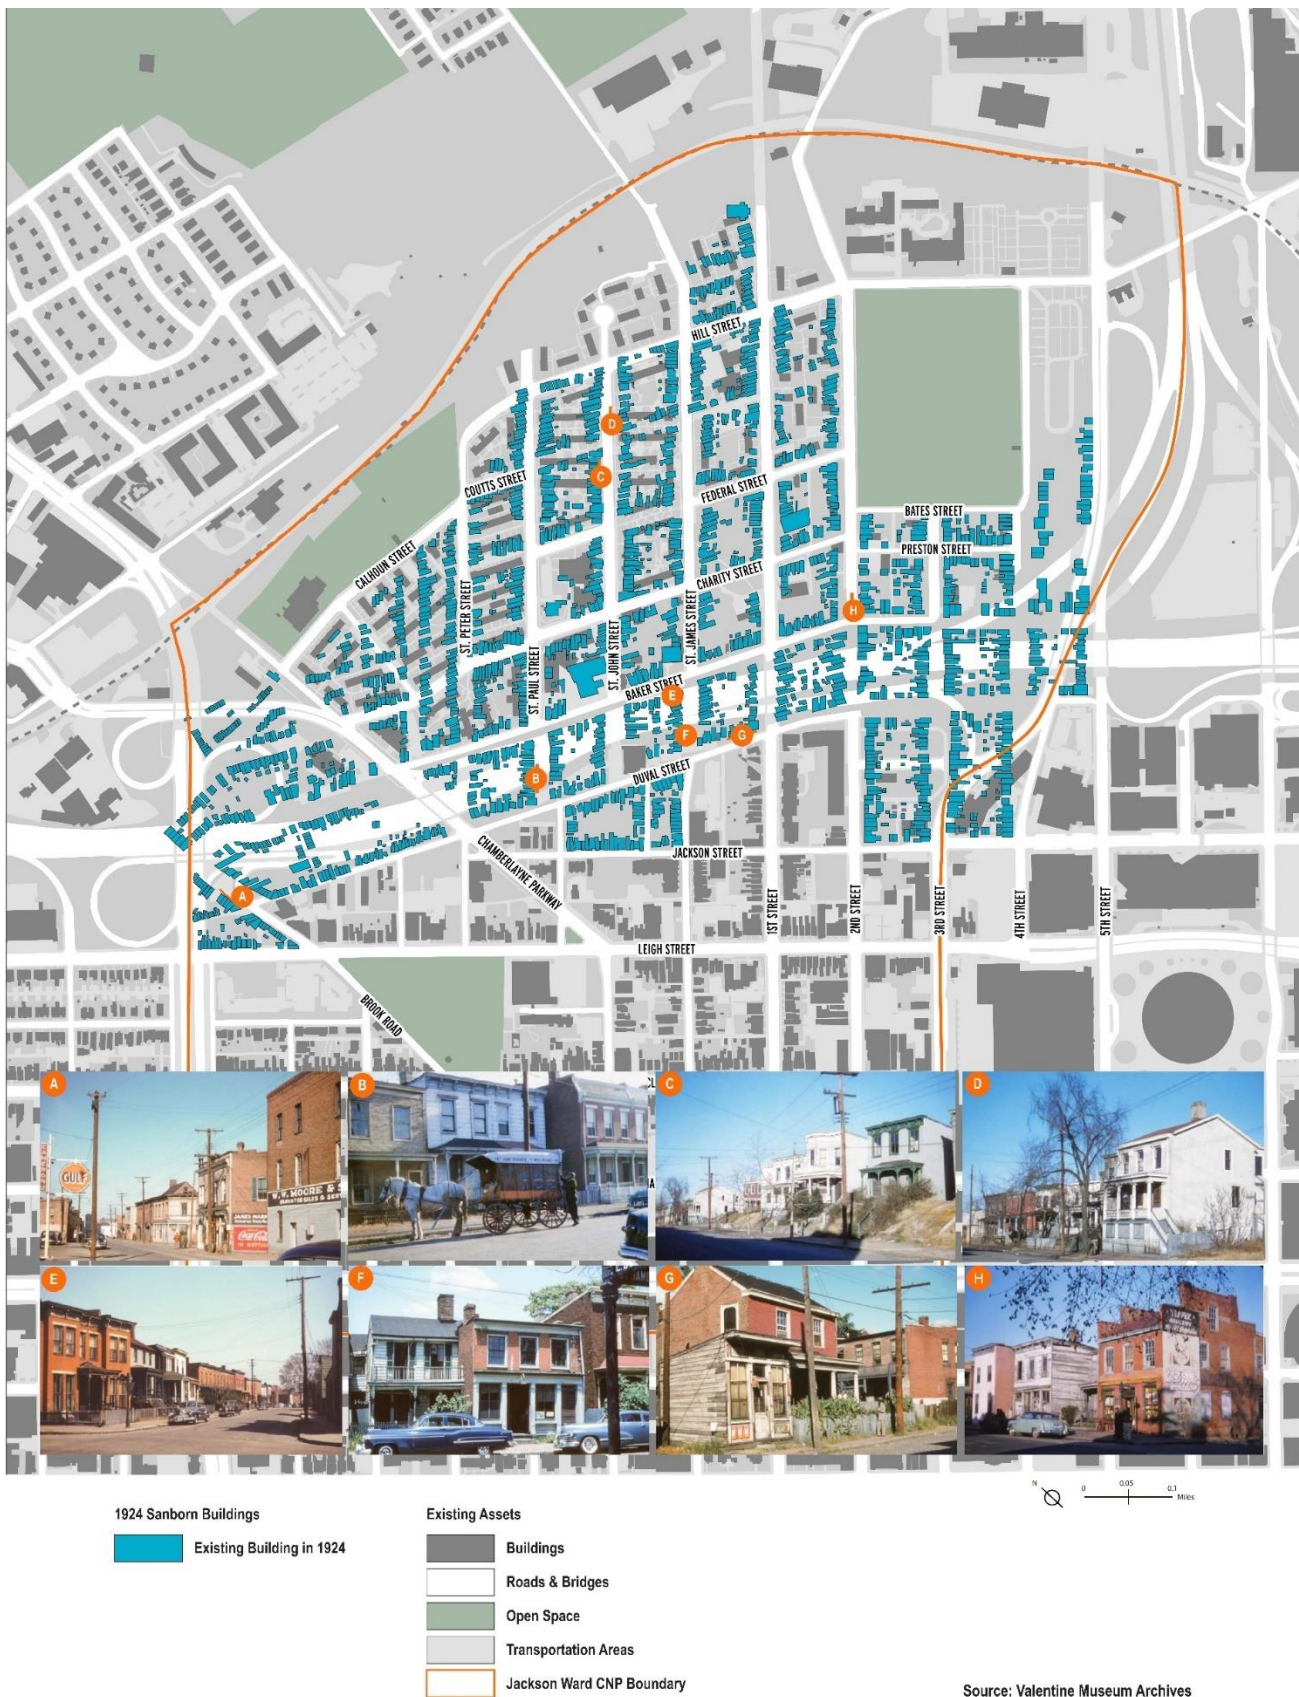 HILL STREET
D
C
COUTTS STREET
FEDERAL STREET
BATES STREET
PRESTON STREET
CALHOUN STREET
CHARITY STREET
H
ST. PETER STREET
ST. JAMES STREET
ST. JOHN STREET
ST. PAUL STREET
BAKER STREET
E
F
G
B
DUVAL STREET
CHAMBERLAYNE PARKWAY
JACKSON STREET
A
1ST STREET
2ND STREET
3RD STREET
4TH STREET
5TH STREET
LEIGH STREET
BROOK ROAD
A
GULF
W. W. MOORE & S
Coca-Cola
B
C
D
E
F
G
H
N
0
0.05
0.1
Miles
1924 Sanborn Buildings
Existing Building in 1924
Existing Assets
Buildings
Roads & Bridges
Open Space
Transportation Areas
Jackson Ward CNP Boundary
Source: Valentine Museum Archives